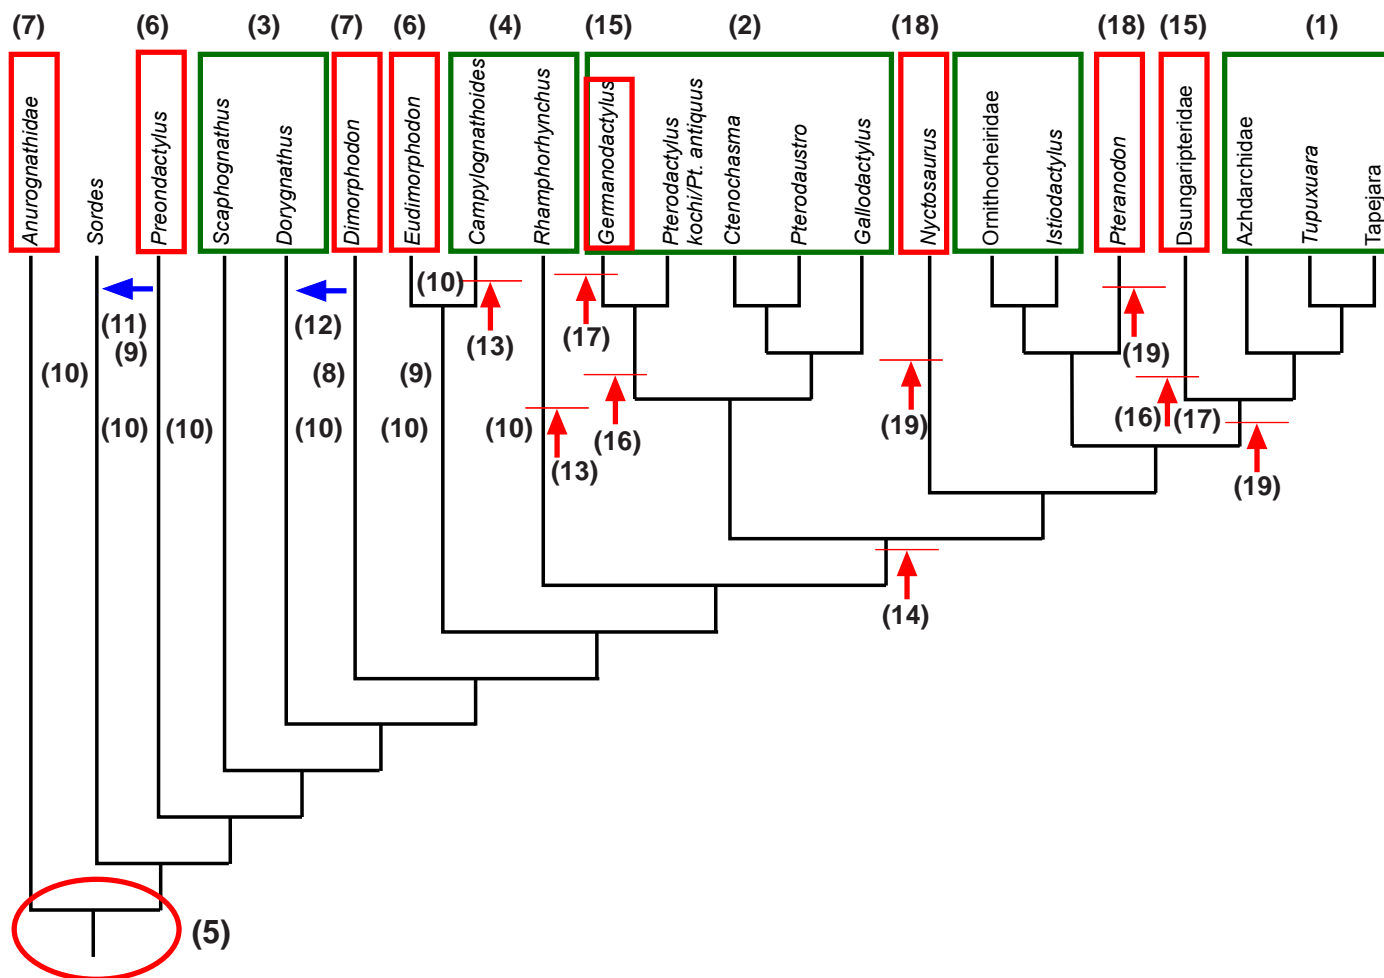 (7) (6) (3) (7) (6) (4) (15) (2) (18) (18) (15) (1)
Anurognathidae
Sordes
Preondactylus
Scaphognathus
Dorygnathus
Dimorphodon
Eudimorphodon
Campylognathoides
Rhamphorhynchus
Germanodactylus
Pterodactylus
kochi/Pt. antiquus
Ctenochasma
Pterodaustro
Gallodactylus
Nyctosaurus
Ornithocheiridae
Istiodactylus
Pteranodon
Dsungaripteridae
Azhdarchidae
Tupuxuara
Tapejara
(10)
(11) (12) (13) (17) (19)
(9)
(10) (8) (9) (16) (17)
(10) (10) (10) (10) (10) (16) (19)
(13) (19)
(14)
(5)